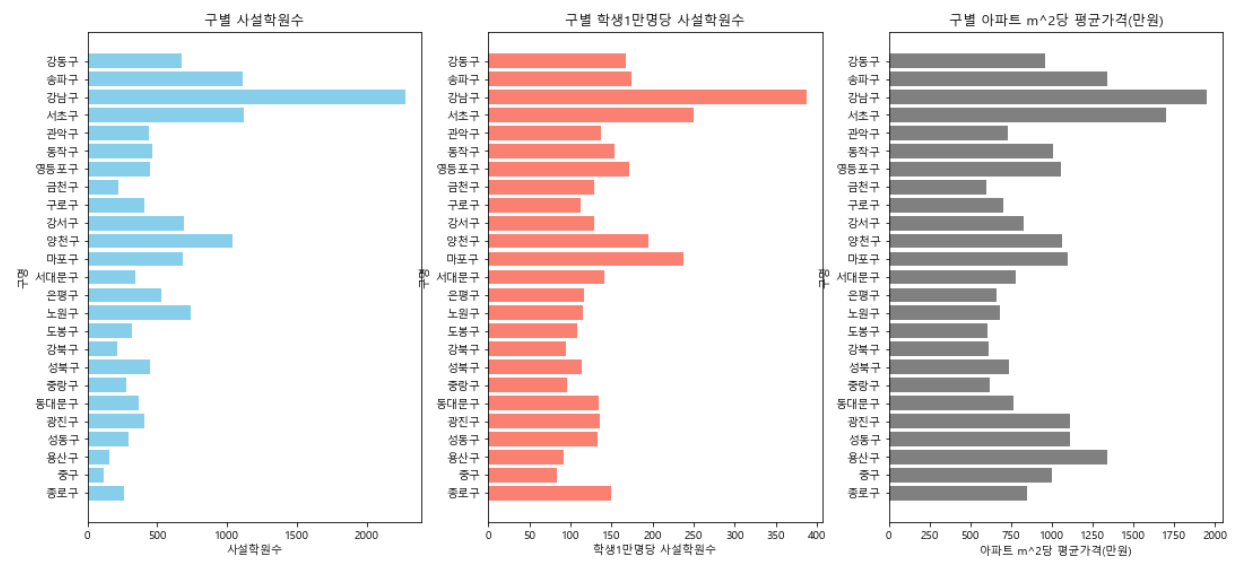 구별 사설학원수
강동구
송파구
강남구
서초구
관악구
동작구
영등포구
금천구
구로구
강서구
양천구
마포구
서대문구
은평구
노원구
도봉구
강북구
성북구
중랑구
동대문구
광진구
성동구
용산구
중구
종로구
구명
0 500 1000 1500 2000
사설학원수
구별 학생1만명당 사설학원수
강동구
송파구
강남구
서초구
관악구
동작구
영등포구
금천구
구로구
강서구
양천구
마포구
서대문구
은평구
노원구
도봉구
강북구
성북구
중랑구
동대문구
광진구
성동구
용산구
중구
종로구
구명
0 50 100 150 200 250 300 350 400
학생1만명당 사설학원수
구별 아파트 m^2당 평균가격(만원)
강동구
송파구
강남구
서초구
관악구
동작구
영등포구
금천구
구로구
강서구
양천구
마포구
서대문구
은평구
노원구
도봉구
강북구
성북구
중랑구
동대문구
광진구
성동구
용산구
중구
종로구
구명
0 250 500 750 1000 1250 1500 1750 2000
아파트 m^2당 평균가격(만원)